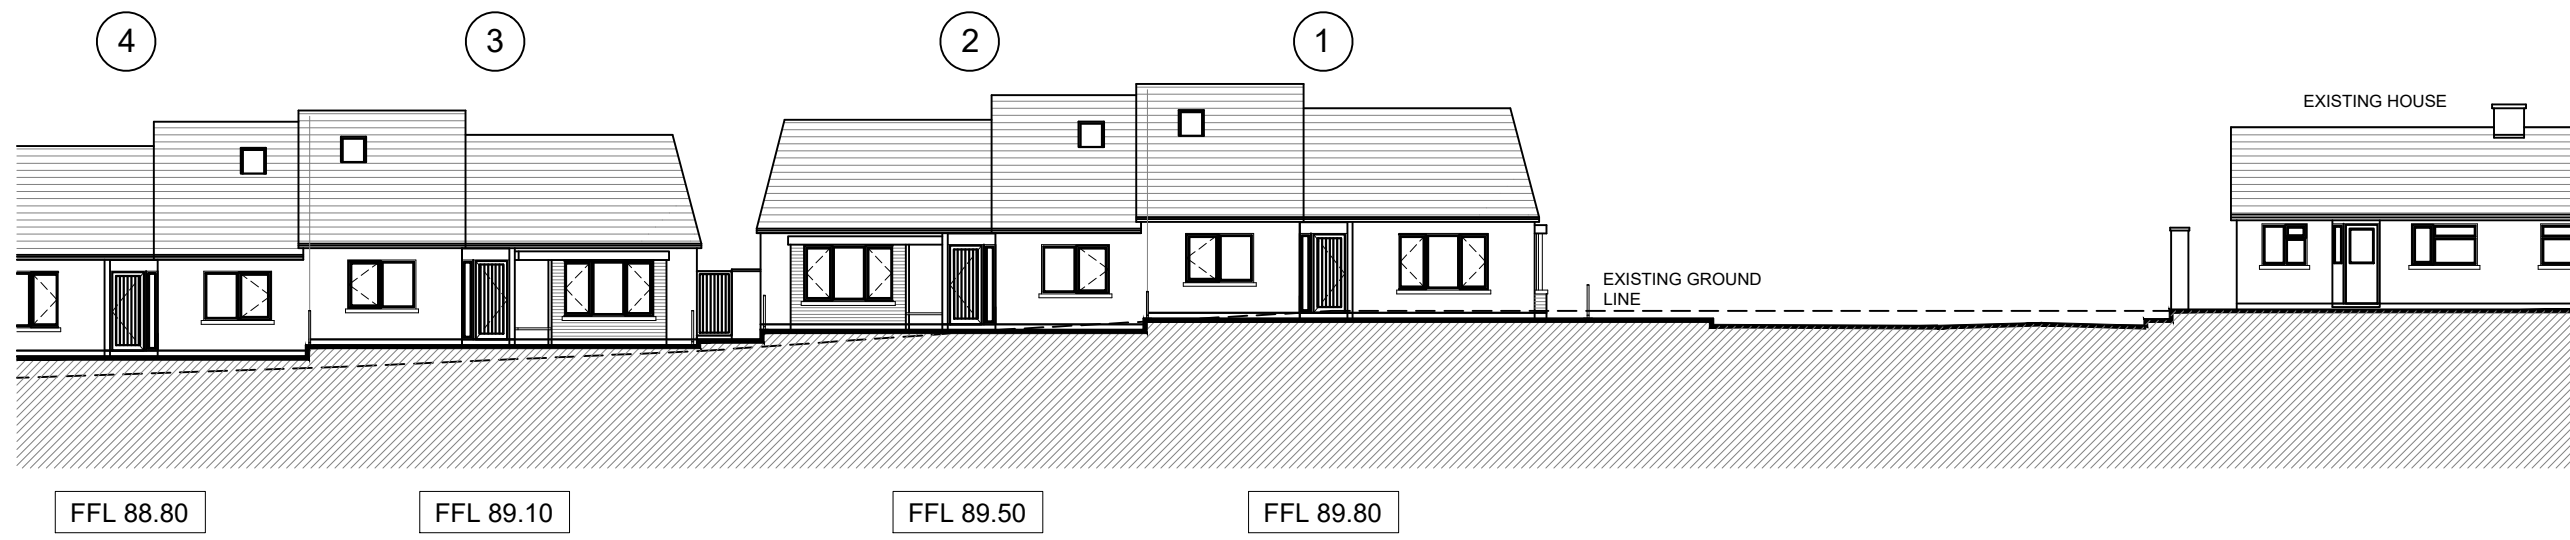 4
3
2
1
EXISTING HOUSE
EXISTING GROUND
LINE
FFL 88.80
FFL 89.10
FFL 89.50
FFL 89.80